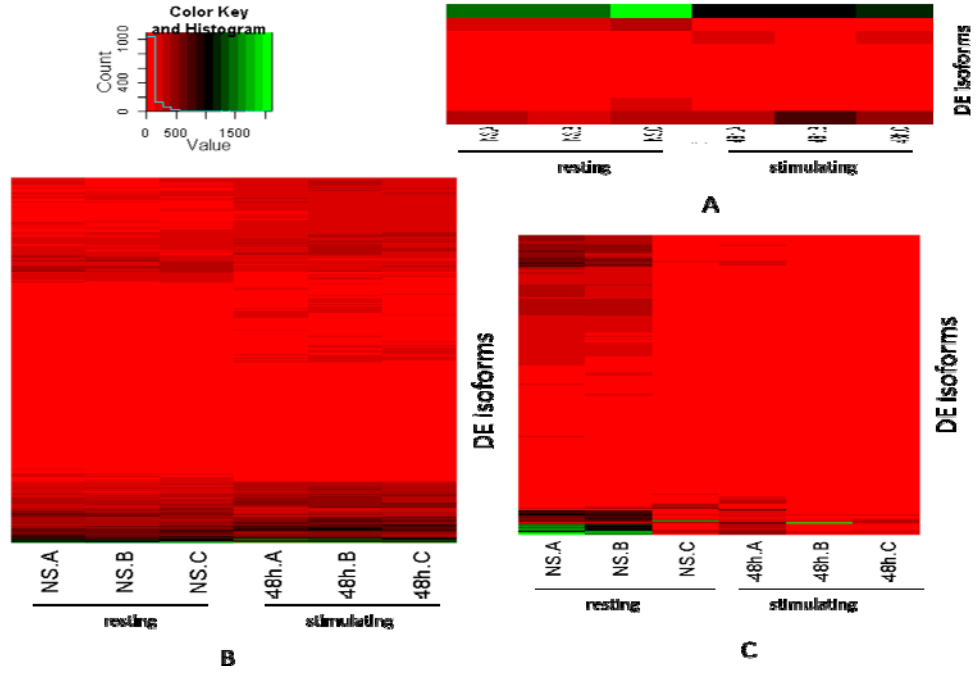 Color Key
and Histogram
Count
0 400 1000
0 500 1500
Value
DE isoforms
resting
stimulating
A
DE isoforms
NS.A NS.B NS.C 48h.A 48h.B 48h.C
resting
stimulating
B
DE isoforms
NS.A NS.B NS.C 48h.A 48h.B 48h.C
resting
stimulating
C